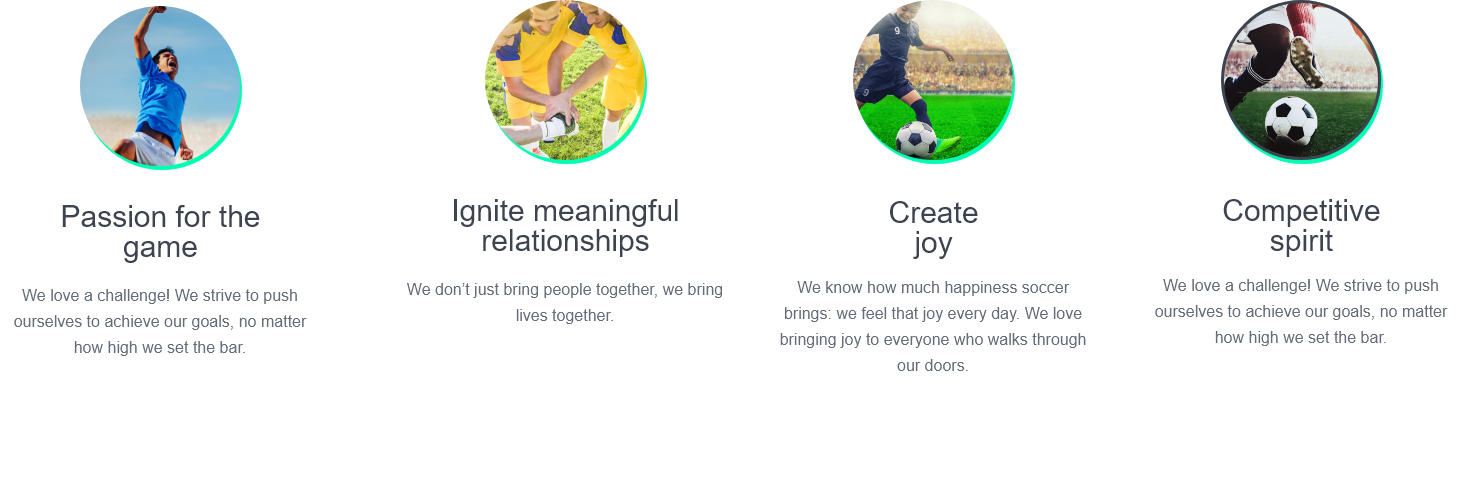 Passion for the
game
We love a challenge! We strive to push
ourselves to achieve our goals, no matter
how high we set the bar.
Ignite meaningful
relationships
We don’t just bring people together, we bring
lives together.
9
9
Create
joy
We know how much happiness soccer
brings: we feel that joy every day. We love
bringing joy to everyone who walks through
our doors.
Competitive
spirit
We love a challenge! We strive to push
ourselves to achieve our goals, no matter
how high we set the bar.